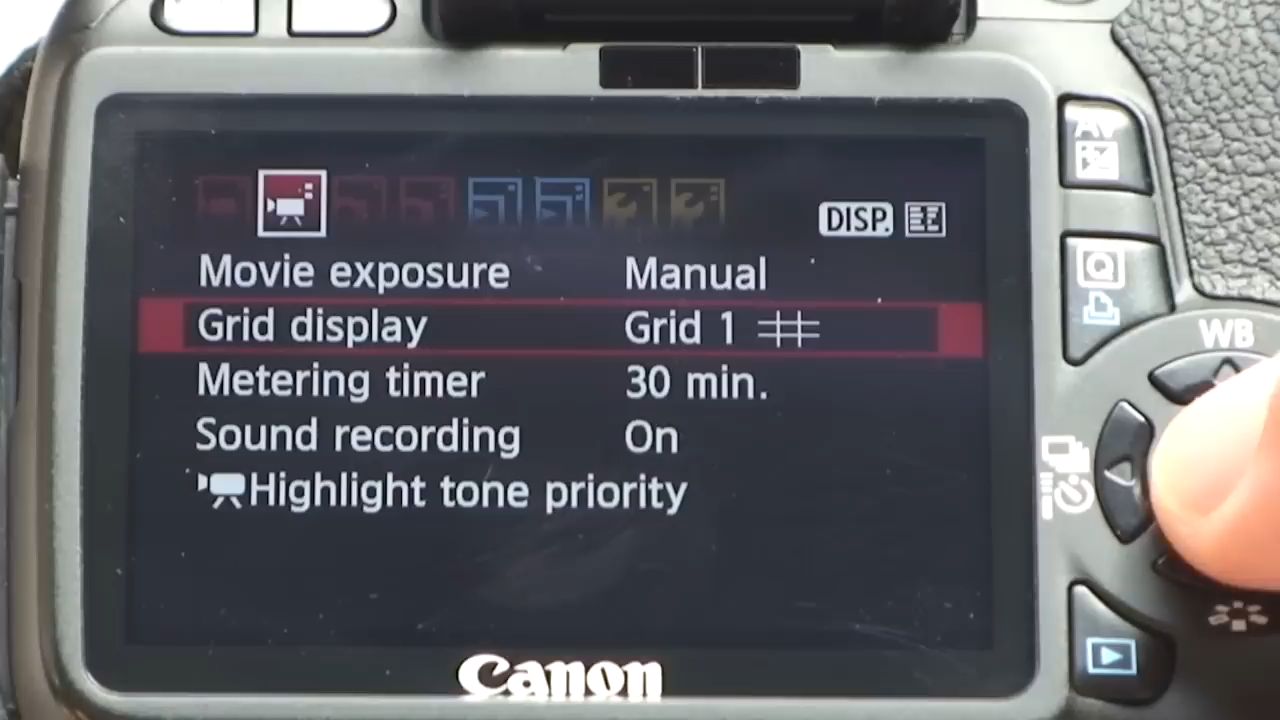 DISP.
Movie exposure Manual
Grid display Grid 1
Metering timer 30 min.
Sound recording On
Highlight tone priority
Canon
AV
Q
WB